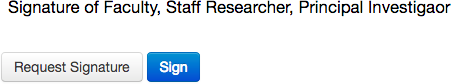 Signature of Faculty, Staff Researcher, Principal Investigaor
Request Signature Sign